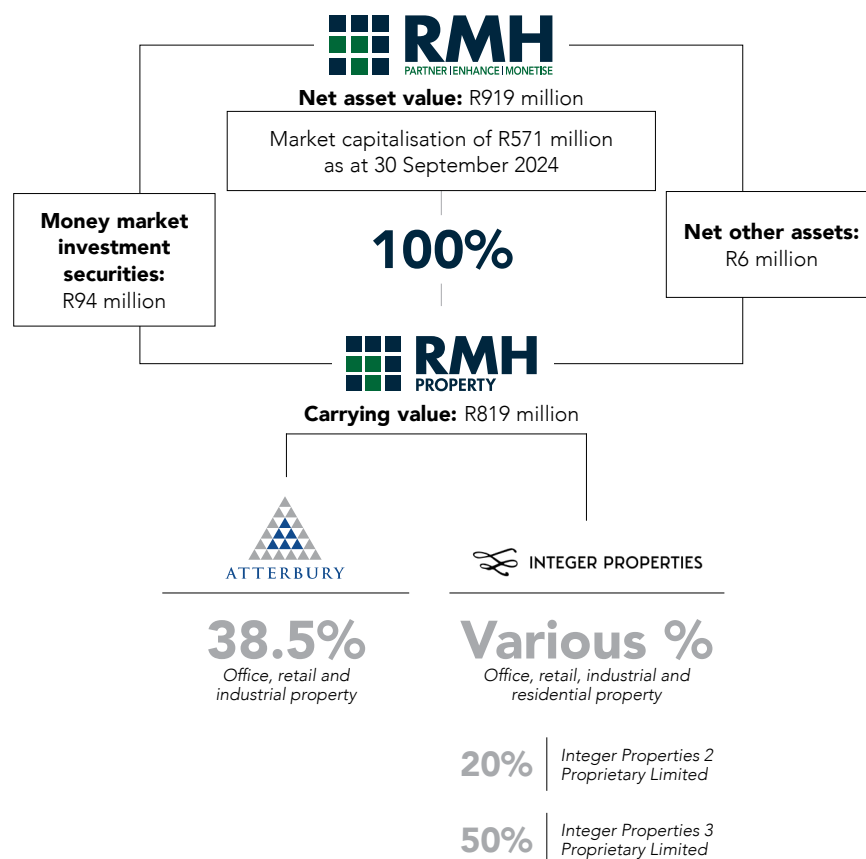 RMH
PARTNER|ENHANCE|MONETISE
Net asset value: R919 million
Market capitalisation of R571 million
as at 30 September 2024
Money market
investment
securities:
R94 million
100%
Net other assets:
R6 million
RMH
PROPERTY
Carrying value: R819 million
ATTERBURY
38.5%
Office, retail and
industrial property
INTEGER PROPERTIES
Various %
Office, retail, industrial and
residential property
20%
Integer Properties 2
Proprietary Limited
50%
Integer Properties 3
Proprietary Limited